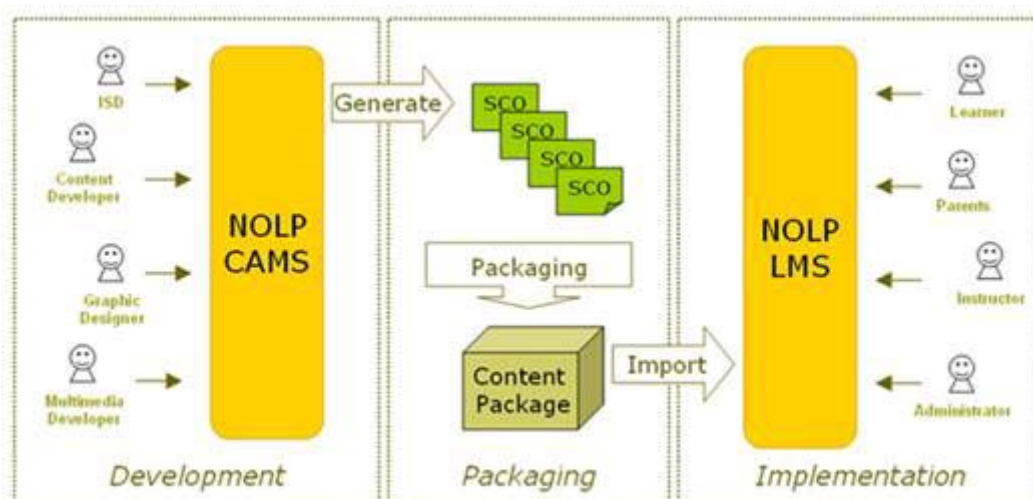 ISD
Content
Developer
Graphic
Designer
Multimedia
Developer
NOLP
CAMS
Development
Generate
SCO
SCO
SCO
SCO
Packaging
Content
Package
Import
Packaging
NOLP
LMS
Learner
Parents
Instructor
Administrator
Implementation